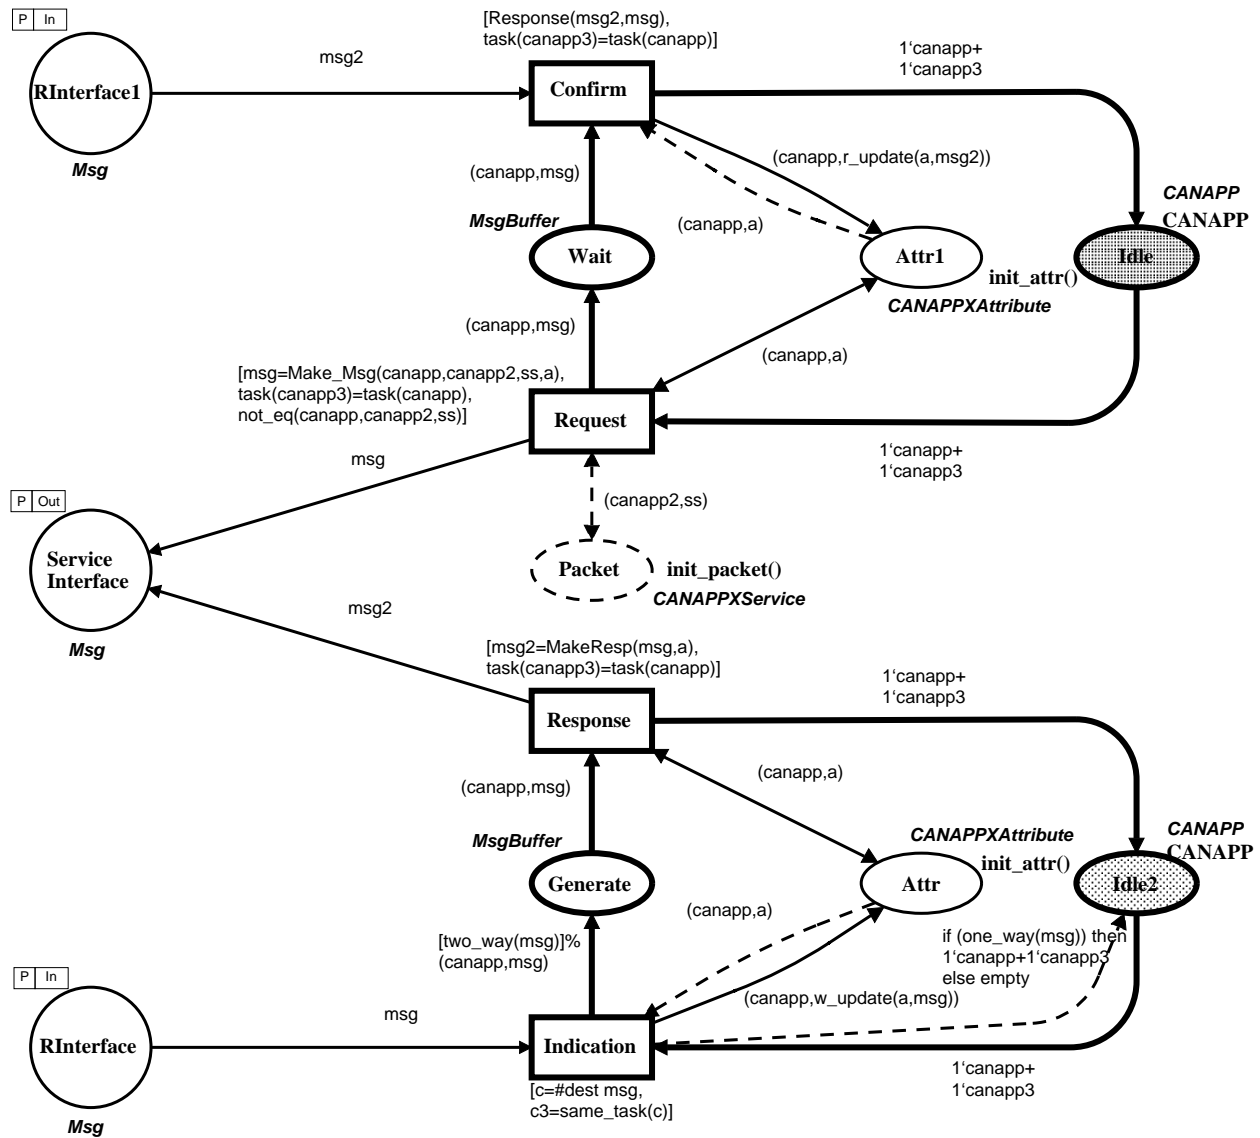 P In
[Response(msg2,msg),
task(canapp3)=task(canapp)]
msg2
1‘canapp+
1‘canapp3
RInterface1
Confirm
Msg
(canapp,msg)
(canapp,r_update(a,msg2))
MsgBuffer
(canapp,a)
CANAPP
CANAPP
Wait
Attr1
Idle
init_attr()
CANAPPXAttribute
(canapp,msg)
(canapp,a)
[msg=Make_Msg(canapp,canapp2,ss,a),
task(canapp3)=task(canapp),
not_eq(canapp,canapp2,ss)]
Request
1‘canapp+
1‘canapp3
msg
P Out
(canapp2,ss)
Service
Interface
Packet
init_packet()
CANAPPXService
msg2
Msg
[msg2=MakeResp(msg,a),
task(canapp3)=task(canapp)]
1‘canapp+
1‘canapp3
Response
(canapp,a)
(canapp,msg)
MsgBuffer
CANAPPXAttribute
init_attr()
CANAPP
CANAPP
Generate
Attr
Idle2
(canapp,a)
[two_way(msg)]%
(canapp,msg)
if (one_way(msg)) then
1‘canapp+1‘canapp3
else empty
P In
(canapp,w_update(a,msg))
msg
RInterface
Indication
1‘canapp+
1‘canapp3
[c=#dest msg,
c3=same_task(c)]
Msg